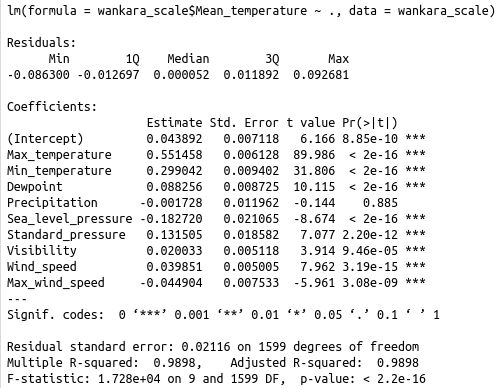 lm(formula = wankara_scale$Mean_temperature ~ ., data = wankara_scale)
Residuals:
Min 1Q Median 3Q Max
-0.086300 -0.012697 0.000052 0.011892 0.092681
Coefficients:
Estimate Std. Error t value Pr(>|t|)
(Intercept) 0.043892 0.007118 6.166 8.85e-10 ***
Max_temperature 0.551458 0.006128 89.986 < 2e-16 ***
Min_temperature 0.299042 0.009402 31.806 < 2e-16 ***
Dewpoint 0.088256 0.008725 10.115 < 2e-16 ***
Precipitation -0.001728 0.011962 -0.144 0.885
Sea_level_pressure -0.182720 0.021065 -8.674 < 2e-16 ***
Standard_pressure 0.131505 0.018582 7.077 2.20e-12 ***
Visibility 0.020033 0.005118 3.914 9.46e-05 ***
Wind_speed 0.039851 0.005005 7.962 3.19e-15 ***
Max_wind_speed -0.044904 0.007533 -5.961 3.08e-09 ***
---
Signif. codes: 0 ‘***’ 0.001 ‘**’ 0.01 ‘*’ 0.05 ‘.’ 0.1 ‘ ’ 1
Residual standard error: 0.02116 on 1599 degrees of freedom
Multiple R-squared: 0.9898, Adjusted R-squared: 0.9898
F-statistic: 1.728e+04 on 9 and 1599 DF, p-value: < 2.2e-16